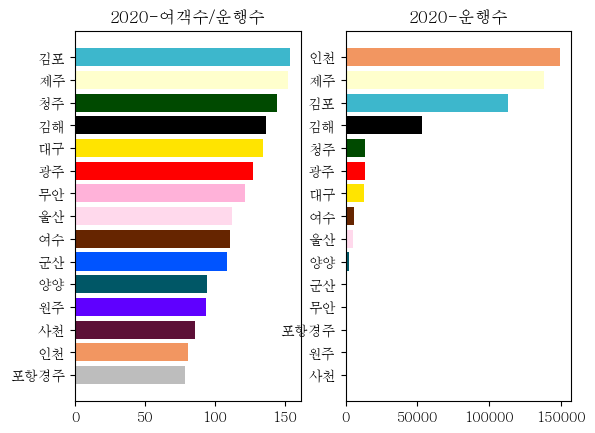 2020-여객수/운행수
김포
제주
청주
김해
대구
광주
무안
울산
여수
군산
양양
원주
사천
인천
포항경주
0 50 100 150
2020-운행수
인천
제주
김포
김해
청주
광주
대구
여수
울산
양양
군산
무안
포항경주
원주
사천
0 50000 100000 150000